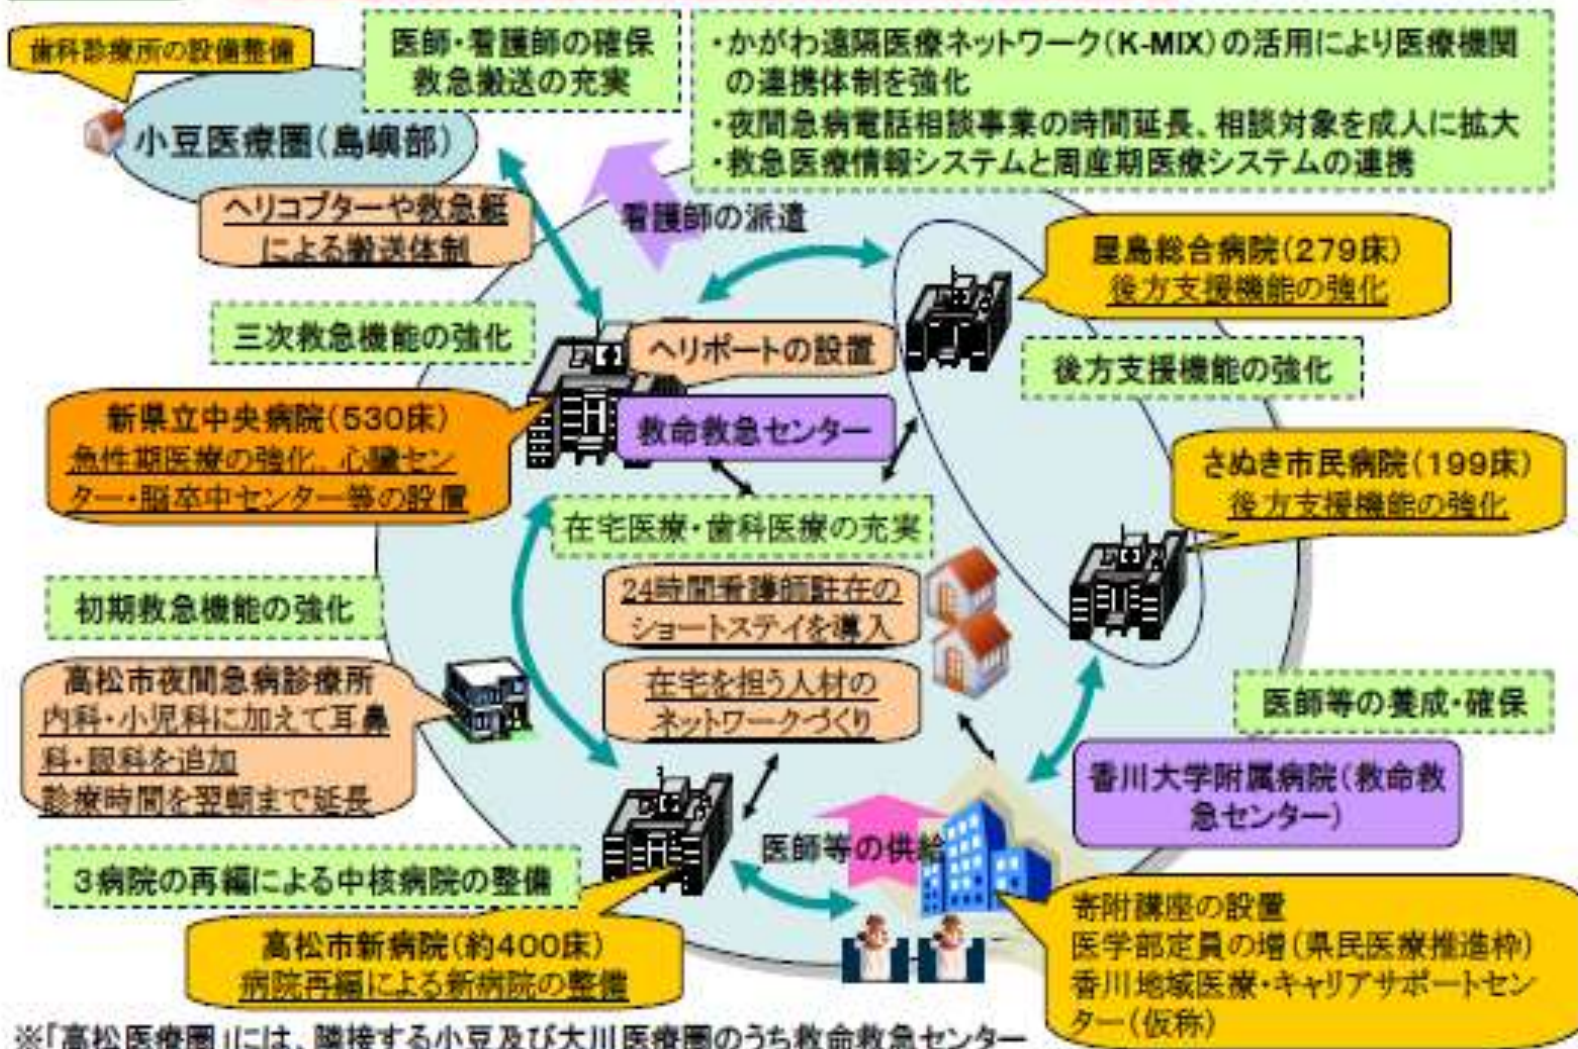 歯科診療所の設備整備
小豆医療圏(島嶼部)
医師・看護師の確保
救急搬送の充実
・かがわ遠隔医療ネットワーク(K-MIX)の活用により医療機関
の連携体制を強化
・夜間急病電話相談事業の時間延長、相談対象を成人に拡大
・救急医療情報システムと周産期医療システムの連携
ヘリコプターや救急艇
による搬送体制
看護師の派遣
屋島総合病院(279床)
後方支援機能の強化
三次救急機能の強化
ヘリポートの設置
後方支援機能の強化
新県立中央病院(530床)
急性期医療の強化、心臓セン
ター・脳卒中センター等の設置
救命救急センター
さぬき市民病院(199床)
後方支援機能の強化
在宅医療・歯科医療の充実
24時間看護師駐在の
ショートステイを導入
初期救急機能の強化
高松市夜間急病診療所
内科・小児科に加えて耳鼻
科・眼科を追加
診療時間を翌朝まで延長
在宅を担う人材の
ネットワークづくり
医師等の養成・確保
香川大学附属病院(救命救
急センター)
医師等の供給
3病院の再編による中核病院の整備
高松市新病院(約400床)
病院再編による新病院の整備
寄附講座の設置
医学部定員の増(県民医療推進枠)
香川地域医療・キャリアサポートセン
ター(仮称)
※「高松医療圏」には、隣接する小豆及び大川医療圏のうち救命救急センター